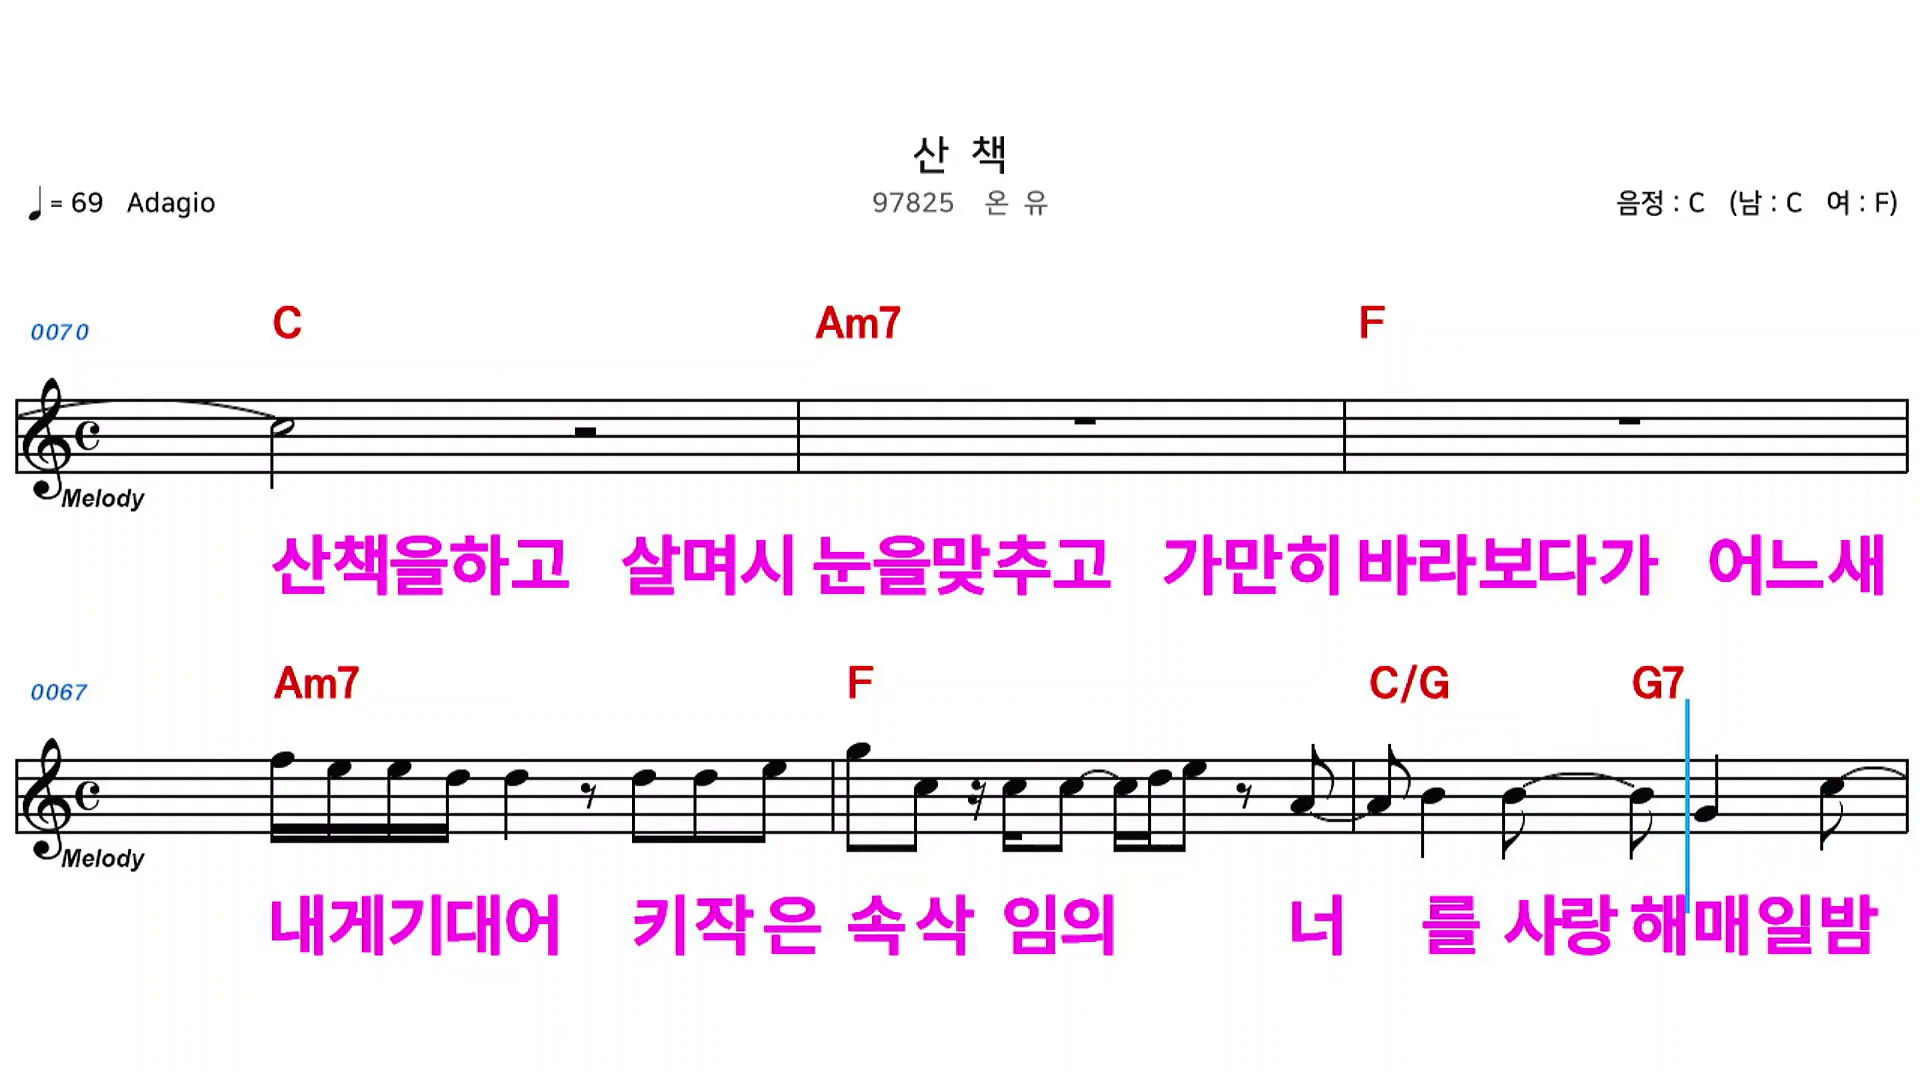 산 책
♩= 69 Adagio 97825 온 유 음정 : C (남 : C 여 : F)
0070 C Am7 F
Melody
산책을하고 살며시 눈을맞추고 가만히 바라보다가 어느새
0067 Am7 F C/G G7
Melody
내게기대어 키작은 속삭임의 너를 사랑해매일밤